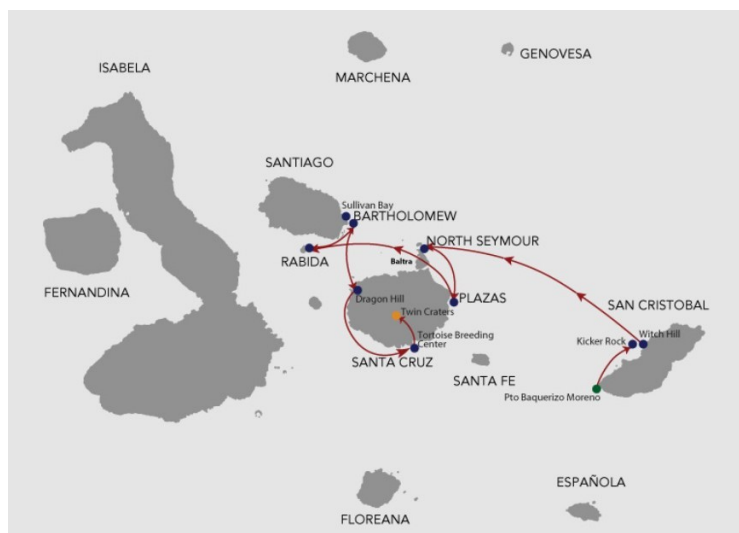 GENOVESA
ISABELA
MARCHENA
SANTIAGO
Sullivan Bay
BARTHOLOMEW
NORTH SEYMOUR
RABIDA
Baltra
FERNANDINA
Dragon Hill
PLAZAS
SAN CRISTOBAL
Twin Craters
Tortoise Breeding
Center
Kicker Rock
Witch Hill
SANTA CRUZ
SANTA FE
Pto Baquerizo Moreno
ESPAÑOLA
FLOREANA